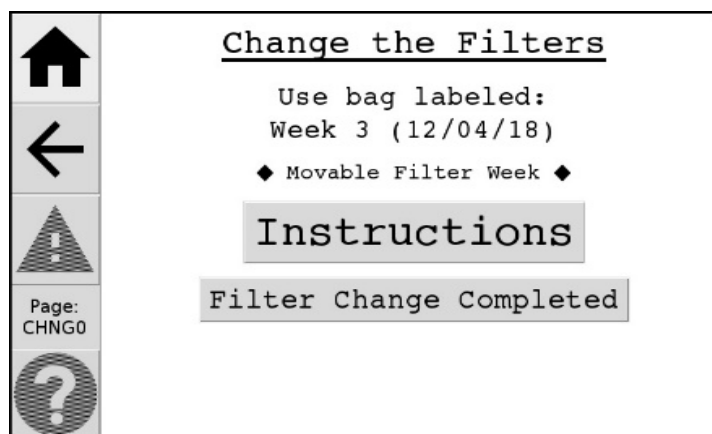 Change the Filters
Use bag labeled:
Week 3 (12/04/18)
◆ Movable Filter Week ◆
Instructions
Filter Change Completed
Page:
CHNG0